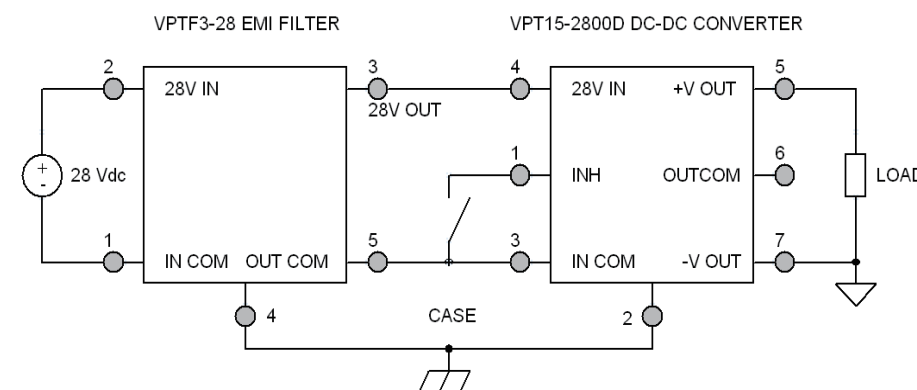 VPTF3-28 EMI FILTER
VPT15-2800D DC-DC CONVERTER
2
3
4
5
28V IN
28V OUT
28V IN
+V OUT
1
6
+
-
28 Vdc
INH
OUTCOM
LOAD
1
5
3
7
IN COM
OUT COM
IN COM
-V OUT
4
CASE
2